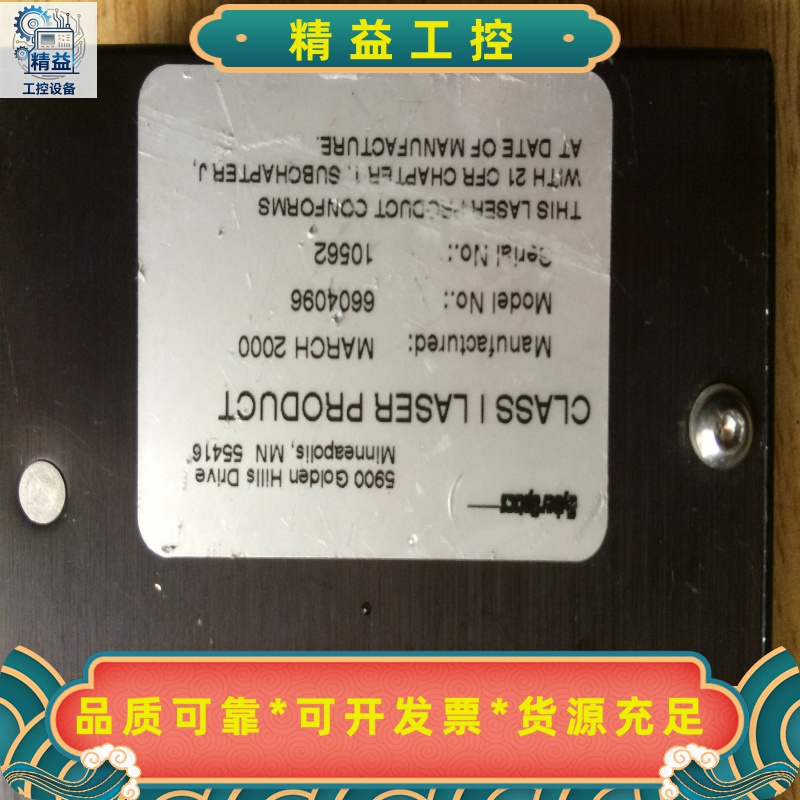 精益工控
精益
工控设备
CyberOptics
5900 Golden Hills Drive
Minneapolis, MN 55416
CLASS I LASER PRODUCT
Manufactured: MARCH 2000
Model No.: 6604096
Serial No.: 10562
THIS LASER PRODUCT CONFORMS
WITH 21 CFR CHAPTER 1, SUBCHAPTER J,
AT DATE OF MANUFACTURE.
品质可靠*可开发票*货源充足